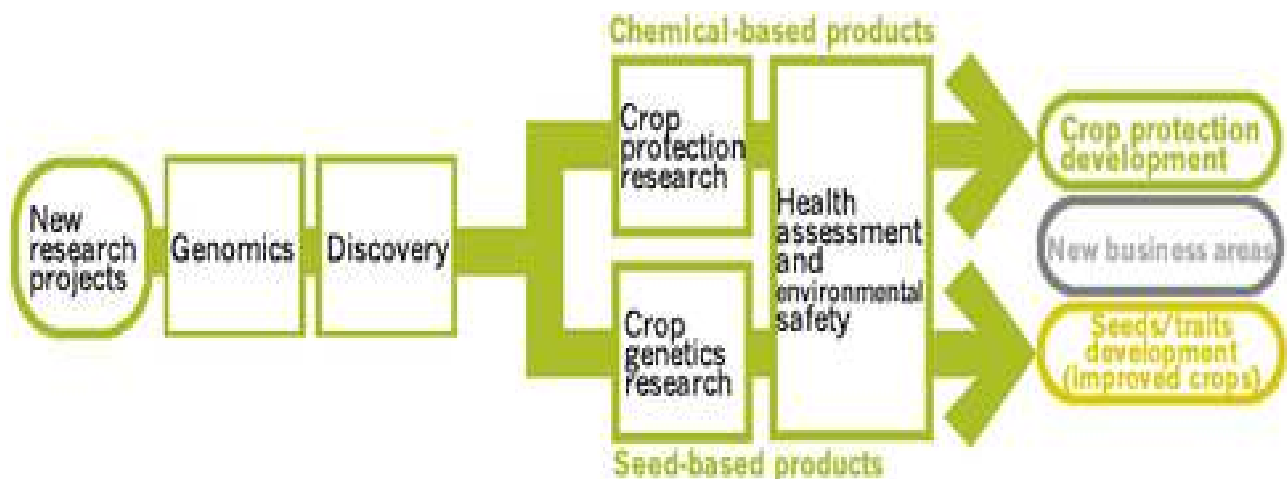 Chemical-based products
New
research
projects
Genomics
Discovery
Crop
protection
research
Crop
genetics
research
Health
assessment
and
environmental
safety
Crop protection
development
New business areas
Seeds/traits
development
(improved crops)
Seed-based products